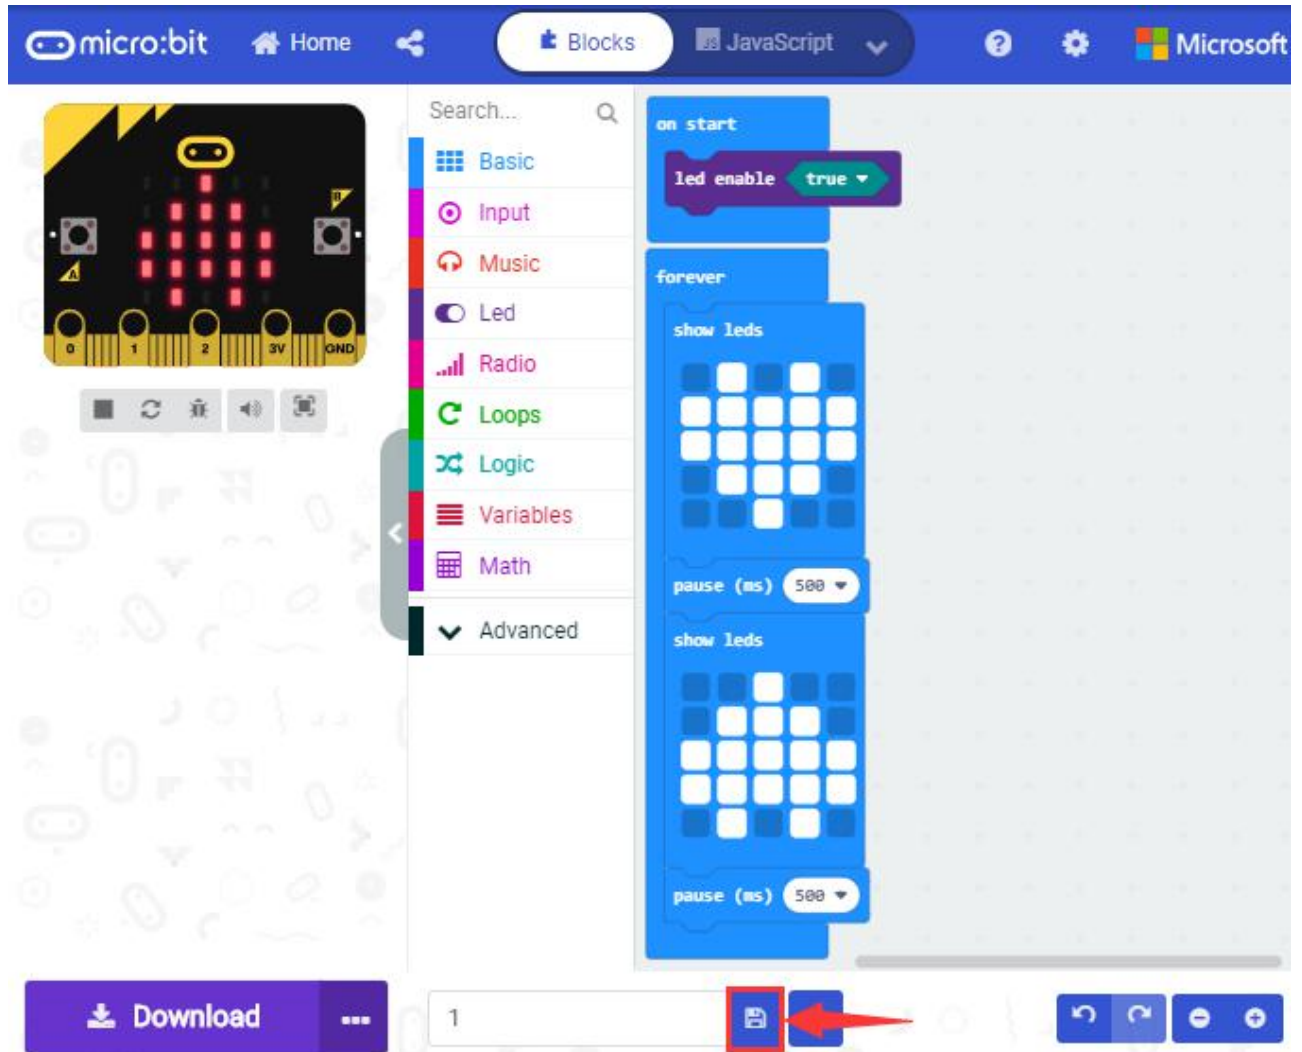 micro:bit Home Blocks JS JavaScript ? Microsoft
Search...
Basic
Input
Music
Led
Radio
Loops
Logic
Variables
Math
Advanced
B
A
0 1 2 3V GND
on start
led enable true
forever
show leds
pause (ms) 500
show leds
pause (ms) 500
Download ... 1